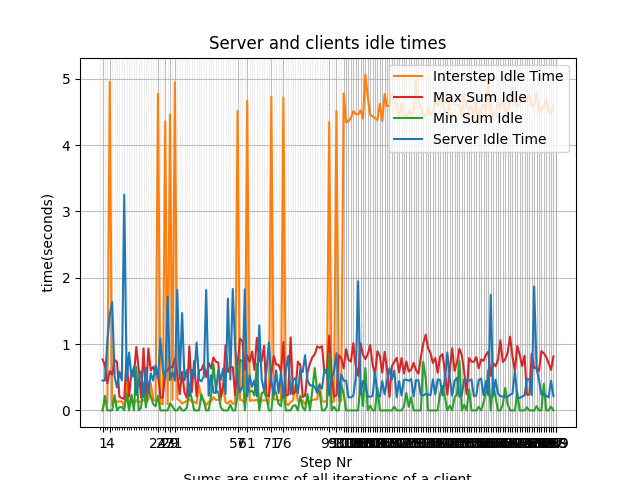 Server and clients idle times
Interstep Idle Time
Max Sum Idle
Min Sum Idle
Server Idle Time
time(seconds)
5
4
3
2
1
0
14 57 61 71 76
Step Nr
Sums are sums of all iterations of a client